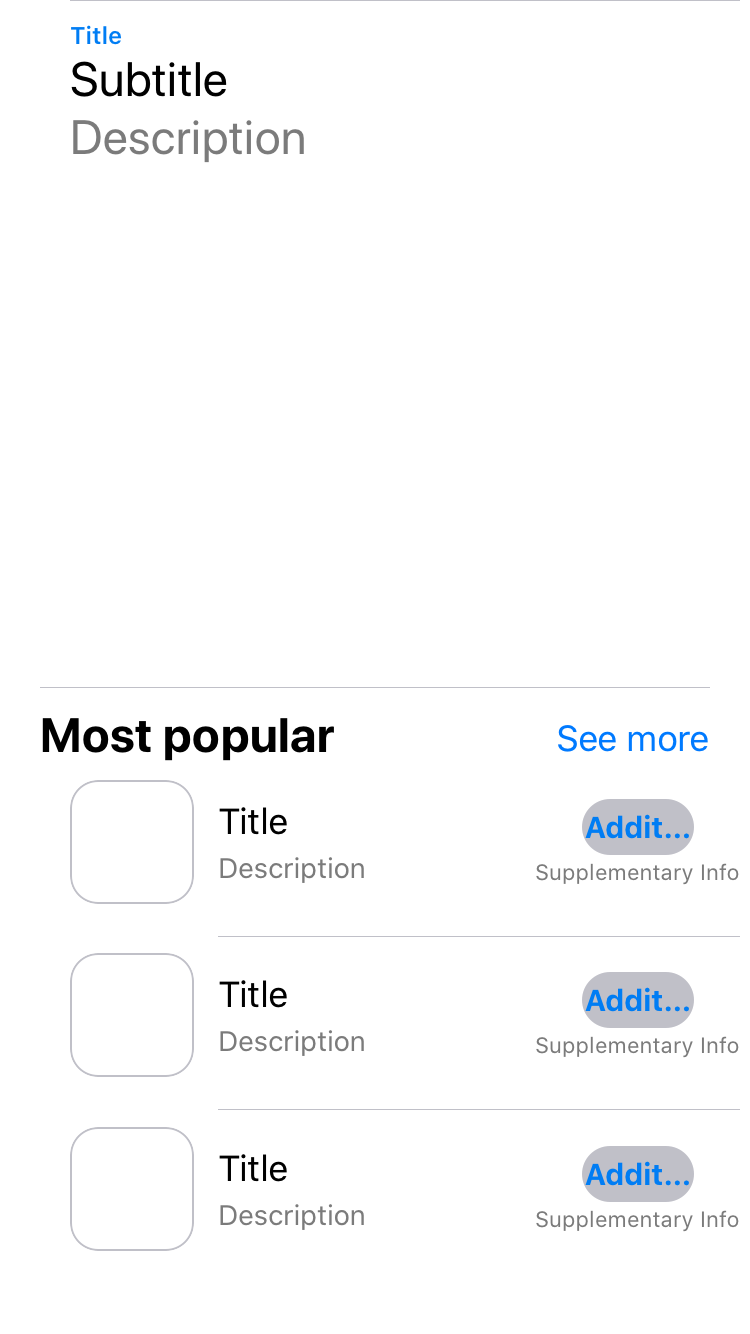 Title
Subtitle
Description
Most popular
See more
Title
Addit...
Description
Supplementary Info
Title
Addit...
Description
Supplementary Info
Title
Addit...
Description
Supplementary Info